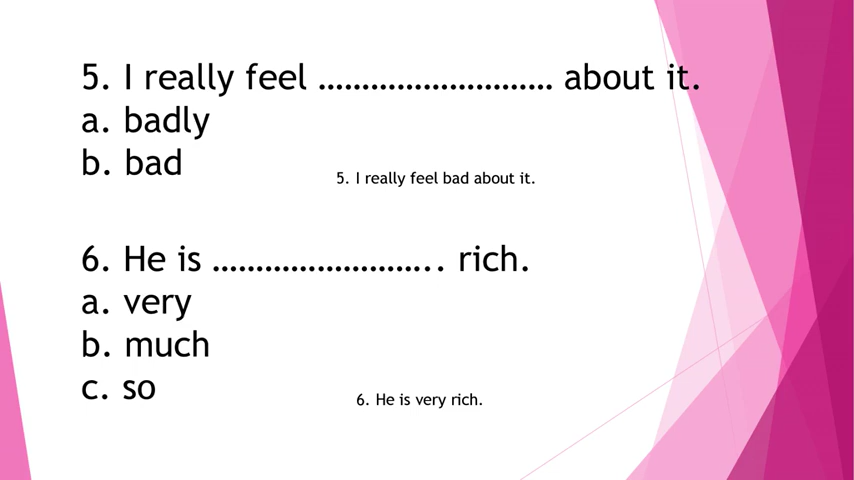 5. I really feel ............................ about it.
a. badly
b. bad
5. I really feel bad about it.
6. He is .......................... rich.
a. very
b. much
c. so
6. He is very rich.